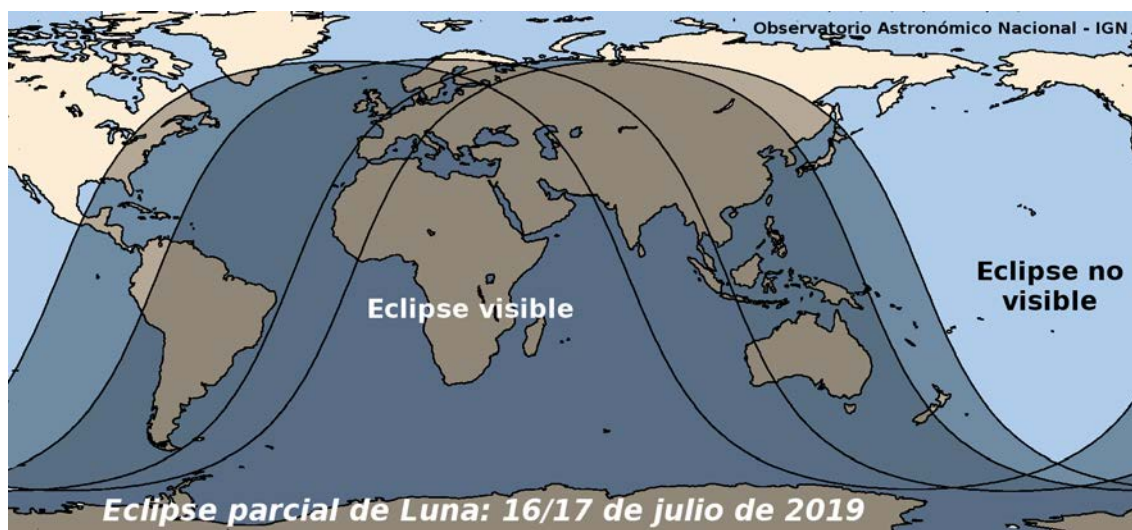 Observatorio Astronómico Nacional - IGN
Eclipse no
visible
Eclipse visible
Eclipse parcial de Luna: 16/17 de julio de 2019